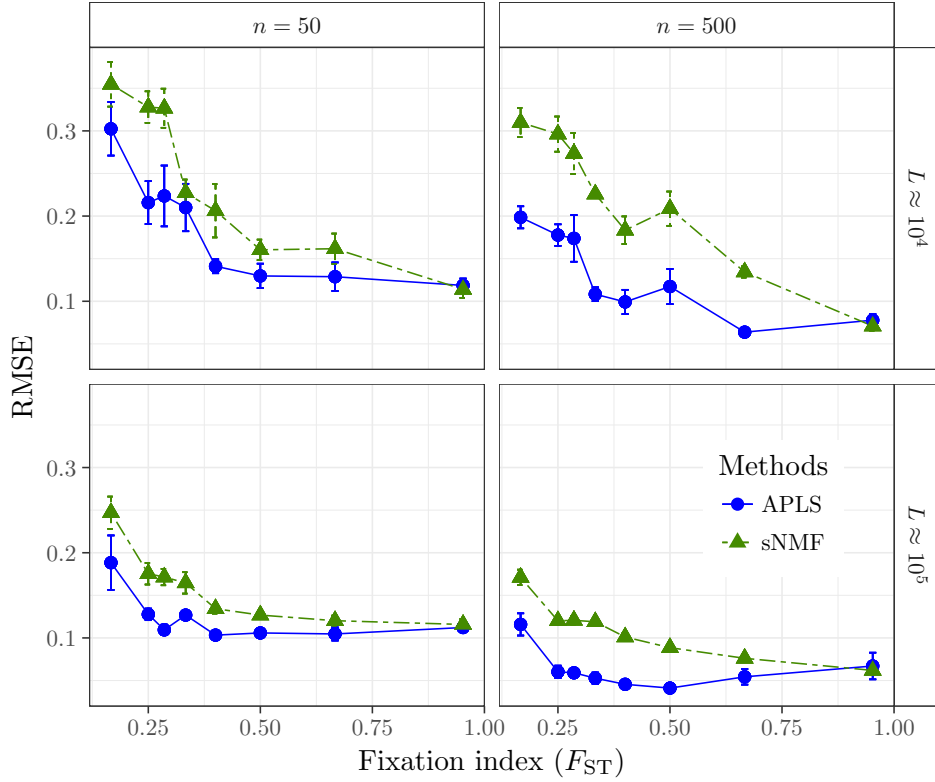 n = 50
n = 500
0.3
0.2
0.1
L ≈ 10⁴
RMSE
0.3
0.2
0.1
Methods
APLS
sNMF
L ≈ 10⁵
0.25
0.50
0.75
1.00
0.25
0.50
0.75
1.00
Fixation index (F_ST)